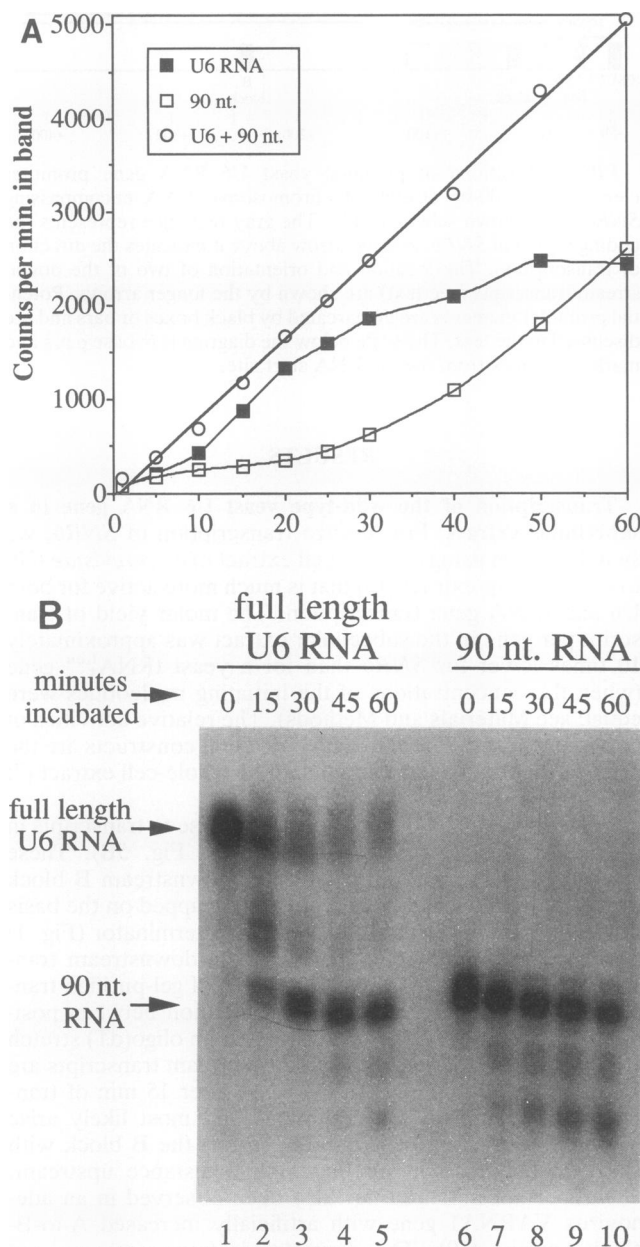 A
5000
4000
3000
2000
1000
0
Counts per min. in band
U6 RNA
90 nt.
U6 + 90 nt.
0 10 20 30 40 50 60
B
full length
U6 RNA
90 nt. RNA
minutes
incubated
0 15 30 45 60
0 15 30 45 60
full length
U6 RNA
90 nt.
RNA
1 2 3 4 5
6 7 8 9 10